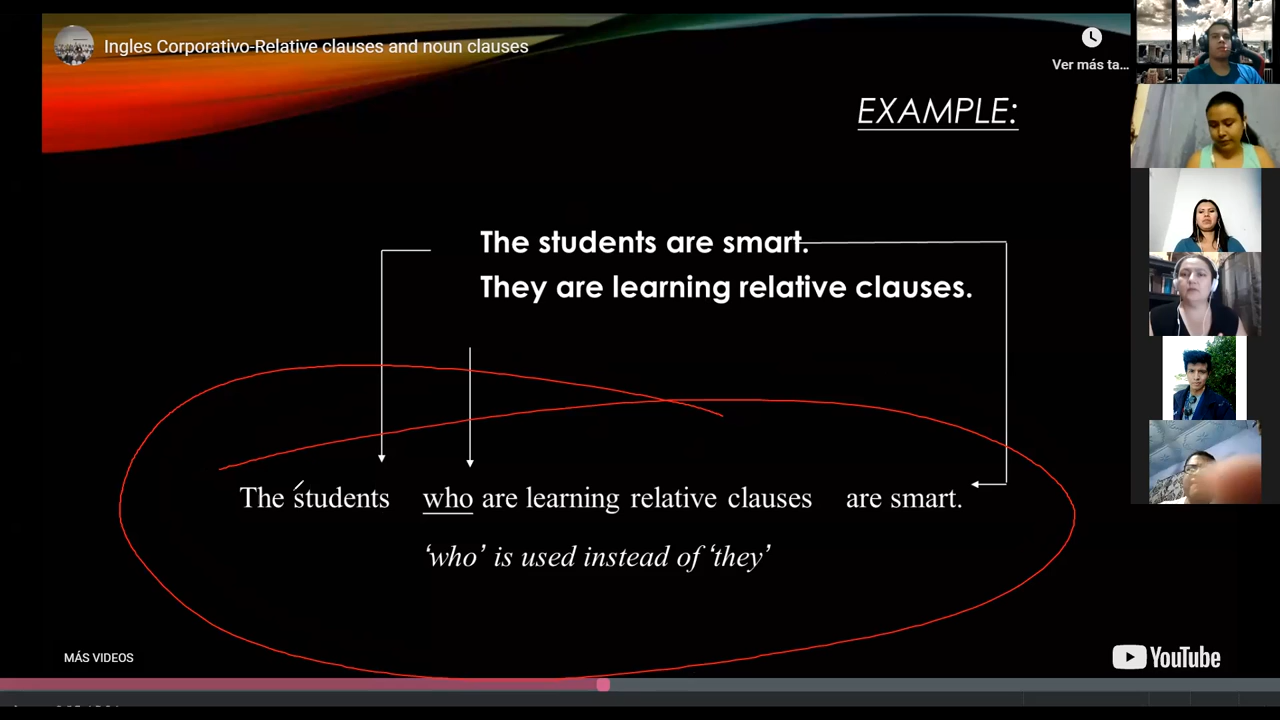 Ingles Corporativo-Relative clauses and noun clauses
Ver más ta...
EXAMPLE:
The students are smart.
They are learning relative clauses.
The students who are learning relative clauses are smart.
‘who’ is used instead of ‘they’
MÁS VIDEOS
YouTube